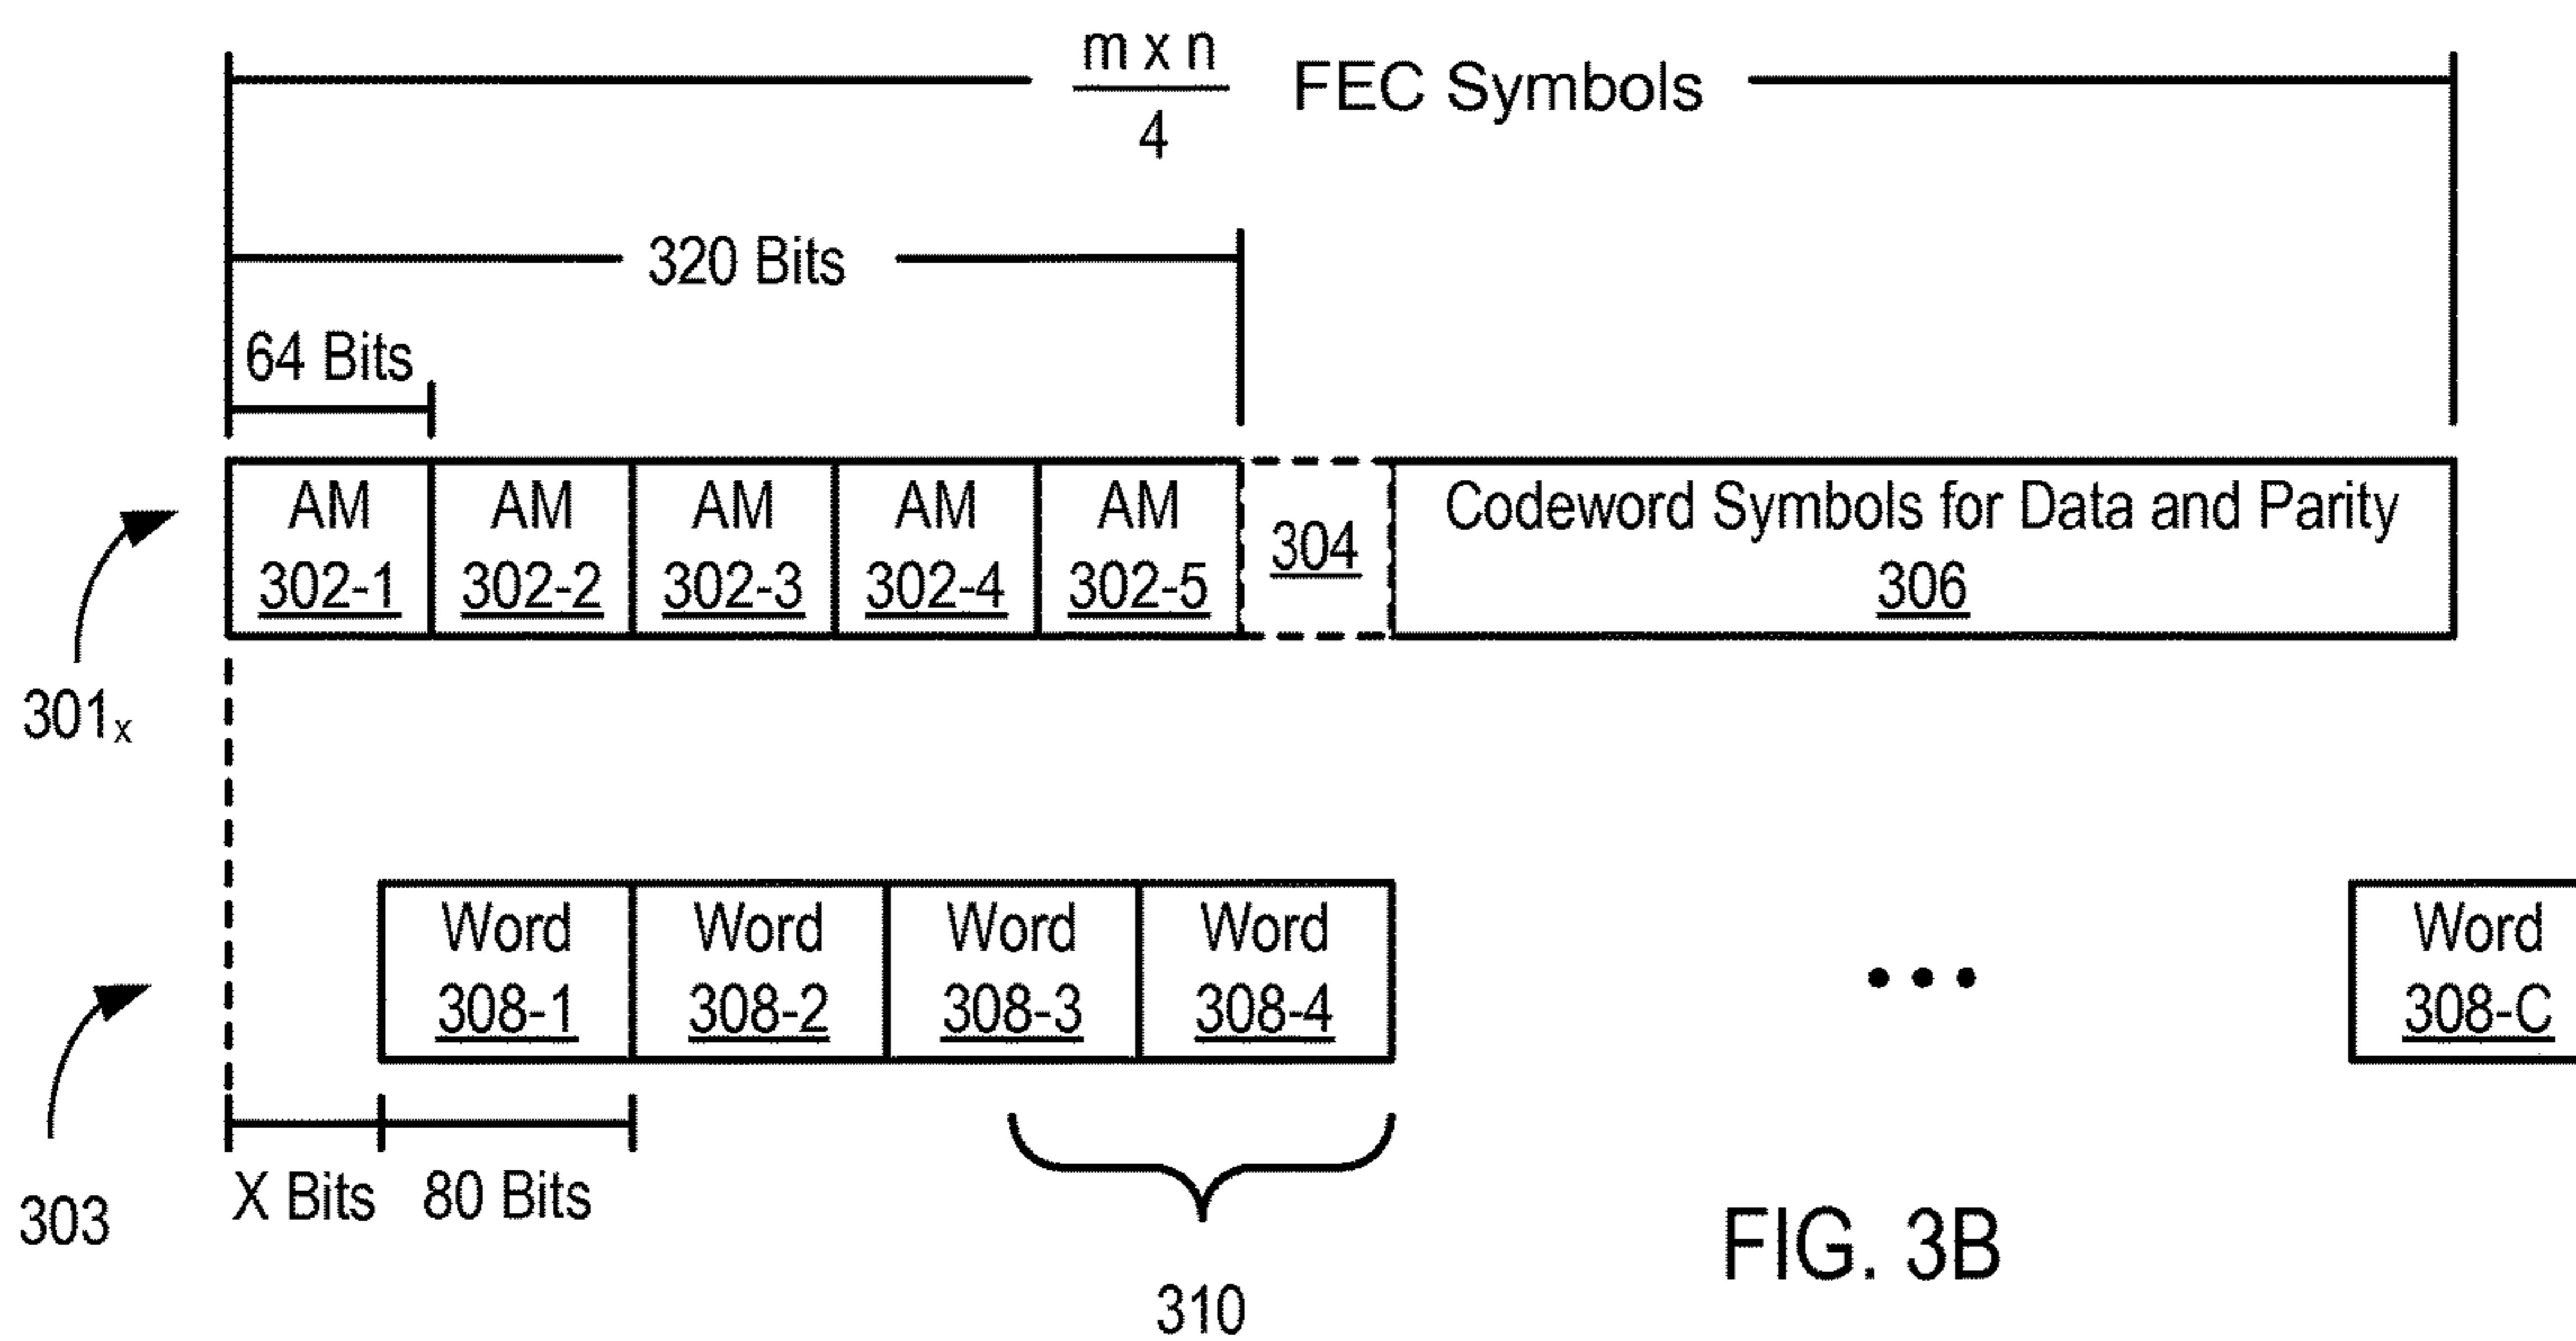 m x n
4
FEC Symbols
320 Bits
64 Bits
AM
302-1
AM
302-2
AM
302-3
AM
302-4
AM
302-5
304
Codeword Symbols for Data and Parity
306
301x
Word
308-1
Word
308-2
Word
308-3
Word
308-4
• • •
Word
308-C
303
X Bits
80 Bits
310
FIG. 3B